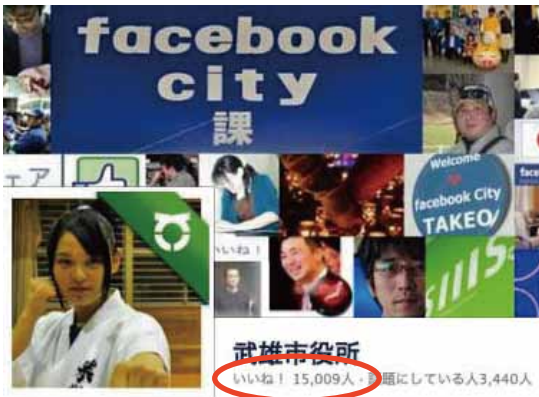 facebook
city
課
ェア
Welcome
to
facebook City
TAKEO
face
いいね！
武雄市役所
いいね！ 15,009人・話題にしている人3,440人